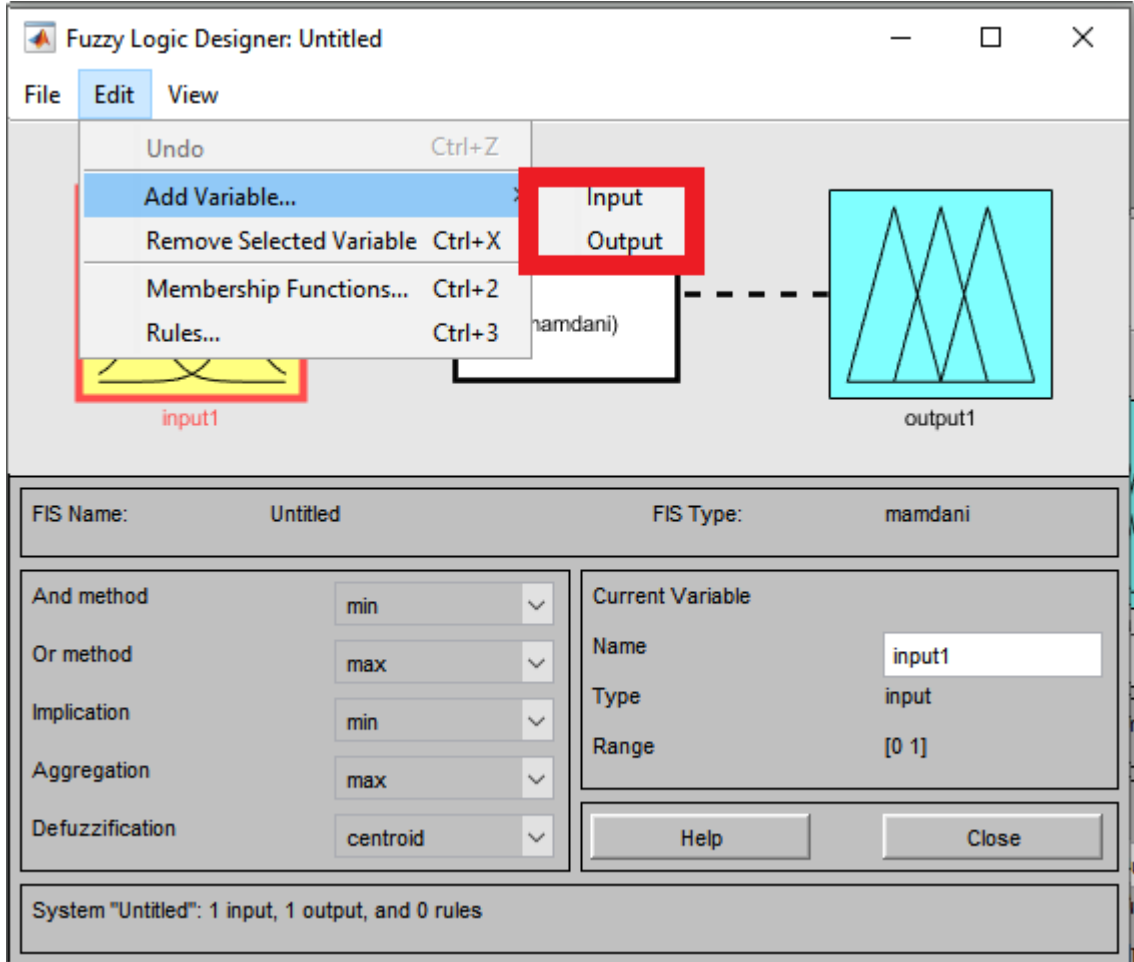 Fuzzy Logic Designer: Untitled
File Edit View
Undo Ctrl+Z
Add Variable... Input
Remove Selected Variable Ctrl+X Output
Membership Functions... Ctrl+2
Rules... Ctrl+3
mamdani)
input1 output1
FIS Name: Untitled FIS Type: mamdani
And method min
Or method max
Implication min
Aggregation max
Defuzzification centroid
Current Variable
Name input1
Type input
Range [0 1]
Help Close
System "Untitled": 1 input, 1 output, and 0 rules